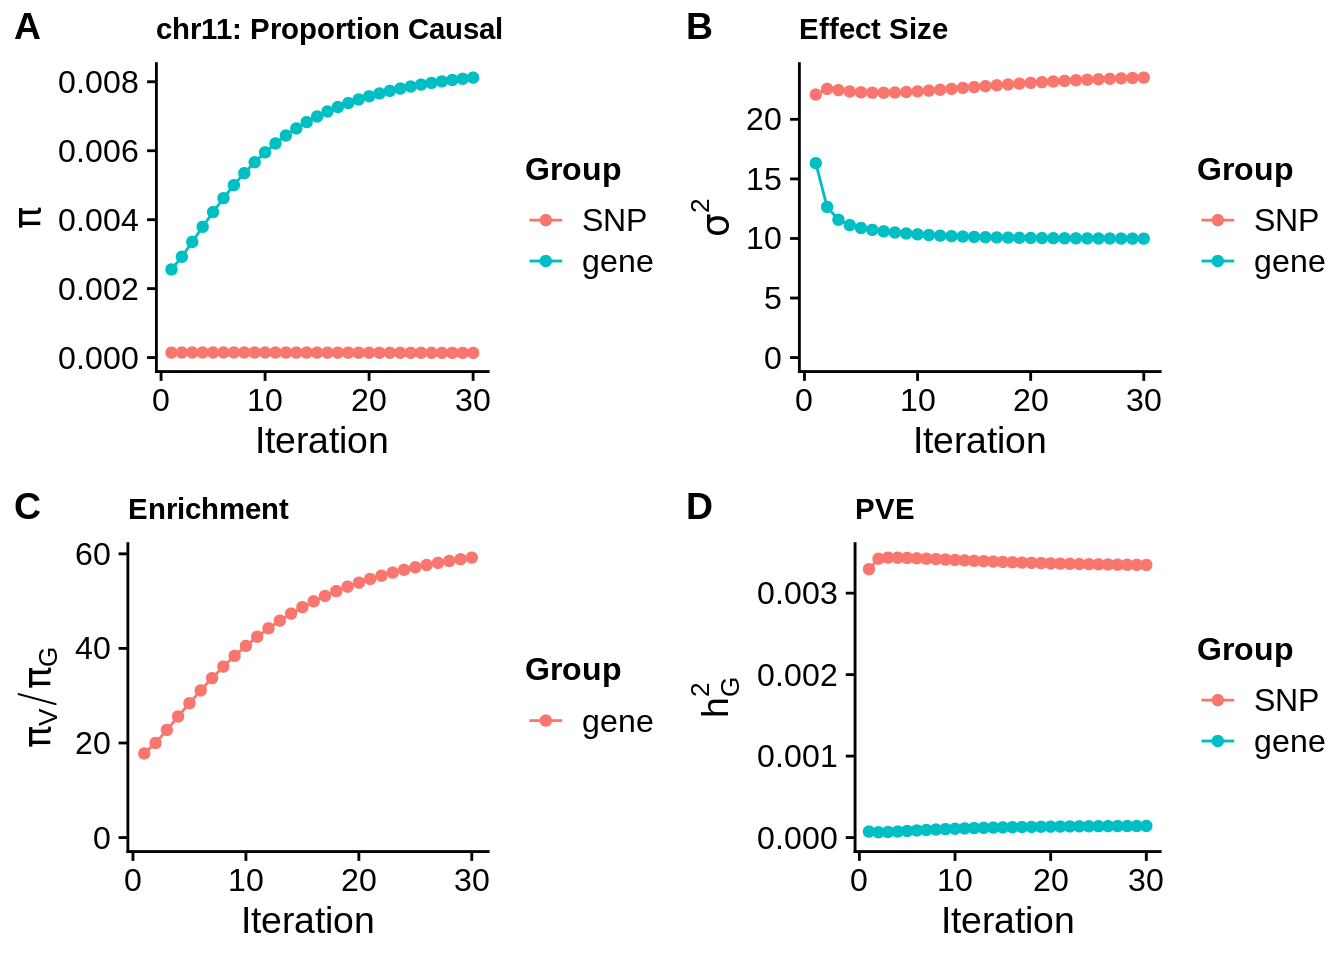 A
chr11: Proportion Causal
π
0.008
0.006
0.004
0.002
0.000
0 10 20 30
Iteration
Group
SNP
gene
B
Effect Size
σ²
20
15
10
5
0
0 10 20 30
Iteration
Group
SNP
gene
C
Enrichment
π_V/π_G
60
40
20
0
0 10 20 30
Iteration
Group
gene
D
PVE
h²_G
0.003
0.002
0.001
0.000
0 10 20 30
Iteration
Group
SNP
gene